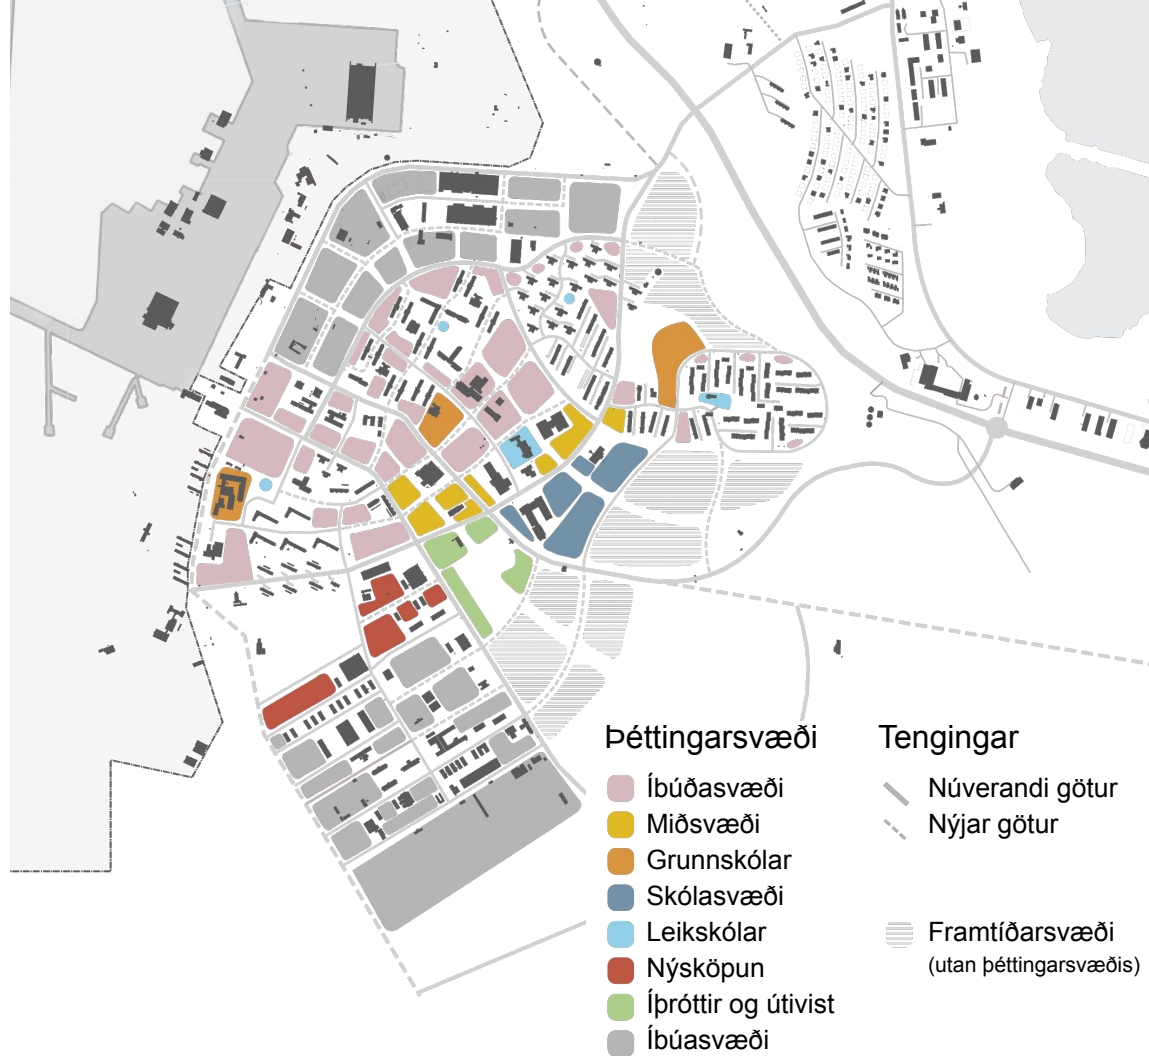 Þéttingarsvæði
Íbúðasvæði
Miðsvæði
Grunnskólar
Skólasvæði
Leikskólar
Nýsköpun
Íþróttir og útivist
Íbúasvæði
Tengingar
Núverandi götur
Nýjar götur
Framtíðarsvæði
(utan þéttingarsvæðis)